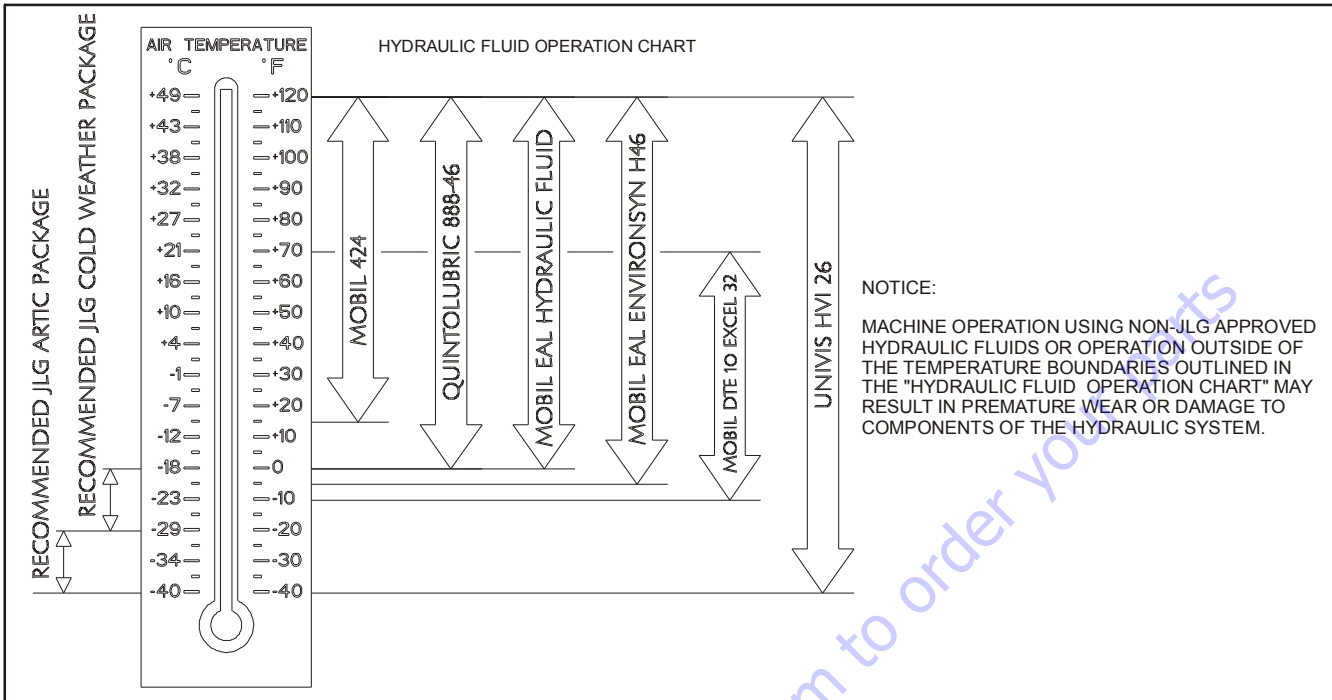 HYDRAULIC FLUID OPERATION CHART
RECOMMENDED JLG ARTIC PACKAGE
RECOMMENDED JLG COLD WEATHER PACKAGE
AIR TEMPERATURE
°C °F
+49 +120
+43 +110
+38 +100
+32 +90
+27 +80
+21 +70
+16 +60
+10 +50
+4 +40
-1 +30
-7 +20
-12 +10
-18 0
-23 -10
-29 -20
-34 -30
-40 -40
MOBIL 424
QUINTOLUBRIC 888-46
MOBIL EAL HYDRAULIC FLUID
MOBIL EAL ENVIRONSYN H46
MOBIL DTE 10 EXCEL 32
UNIVIS HVI 26
NOTICE:
MACHINE OPERATION USING NON-JLG APPROVED
HYDRAULIC FLUIDS OR OPERATION OUTSIDE OF
THE TEMPERATURE BOUNDARIES OUTLINED IN
THE "HYDRAULIC FLUID OPERATION CHART" MAY
RESULT IN PREMATURE WEAR OR DAMAGE TO
COMPONENTS OF THE HYDRAULIC SYSTEM.
m to order your parts